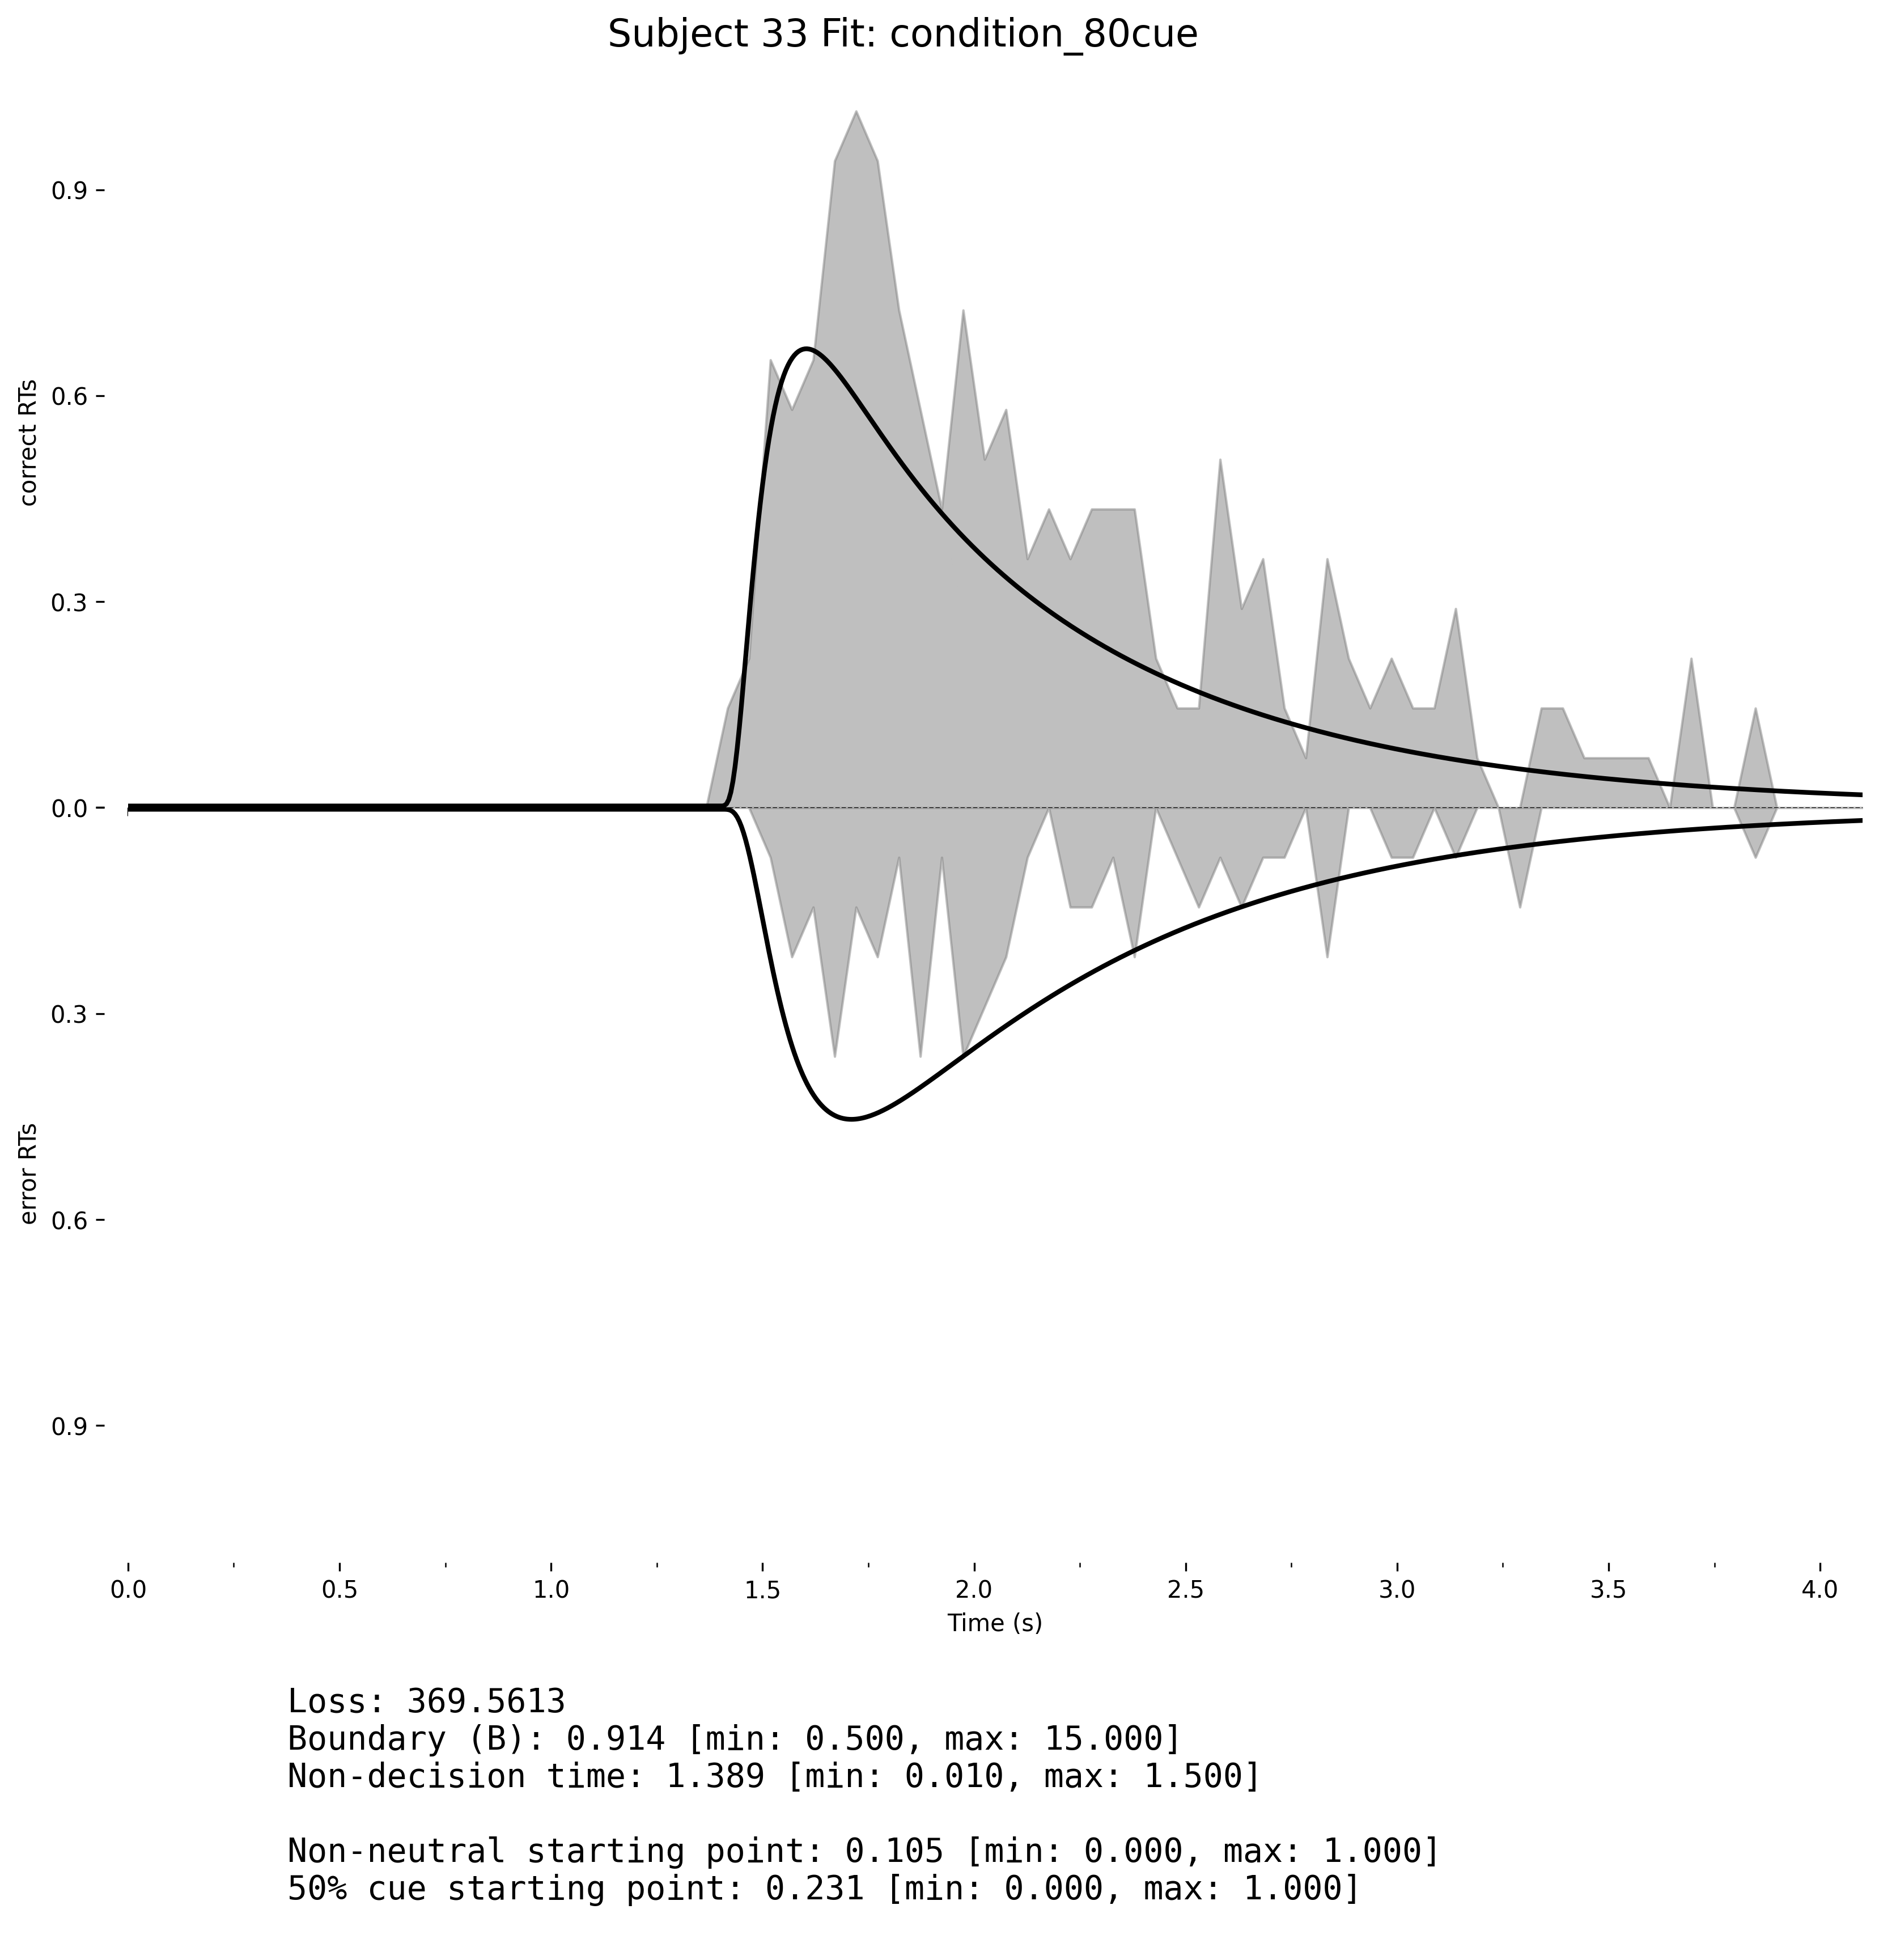 Subject 33 Fit: condition_80cue
0.9
0.6
0.3
0.0
0.3
0.6
0.9
correct RTs
error RTs
0.0 0.5 1.0 1.5 2.0 2.5 3.0 3.5 4.0
Time (s)
Loss: 369.5613
Boundary (B): 0.914 [min: 0.500, max: 15.000]
Non-decision time: 1.389 [min: 0.010, max: 1.500]
Non-neutral starting point: 0.105 [min: 0.000, max: 1.000]
50% cue starting point: 0.231 [min: 0.000, max: 1.000]